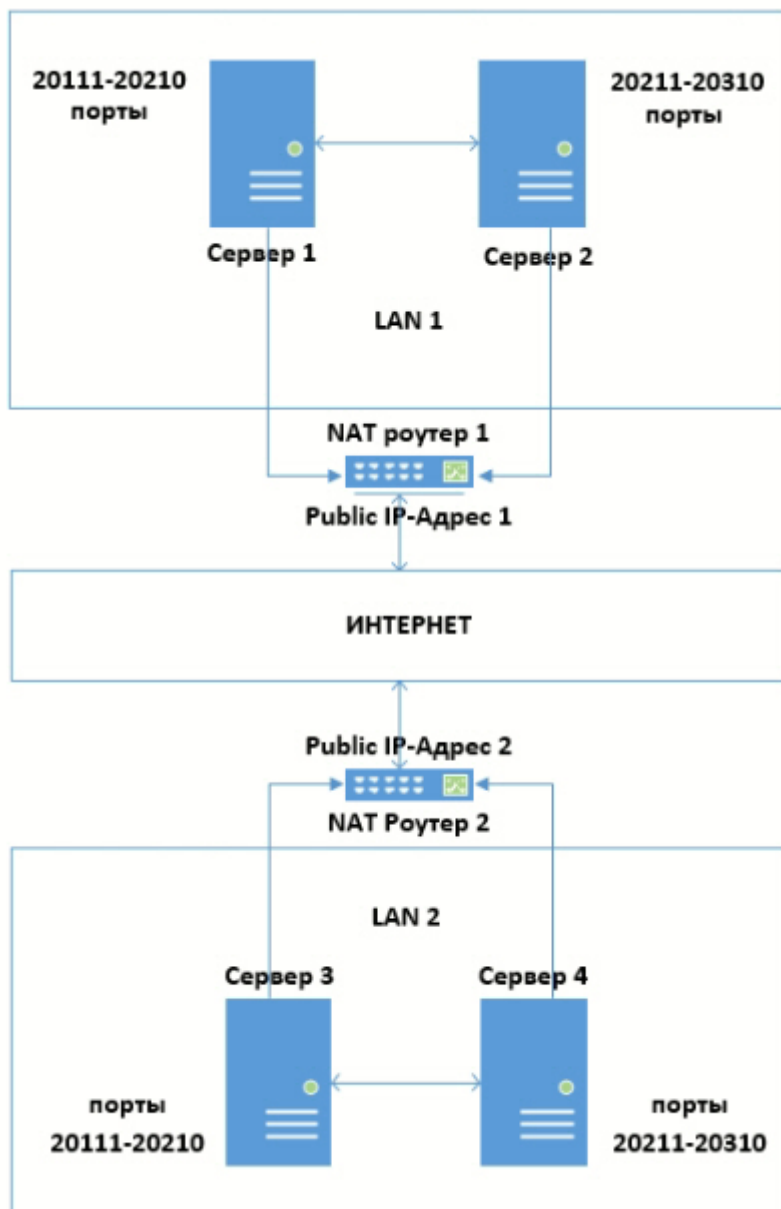 20111-20210
порты
20211-20310
порты
Сервер 1
Сервер 2
LAN 1
NAT роутер 1
Public IP-Адрес 1
ИНТЕРНЕТ
Public IP-Адрес 2
NAT Роутер 2
LAN 2
Сервер 3
Сервер 4
порты
20111-20210
порты
20211-20310